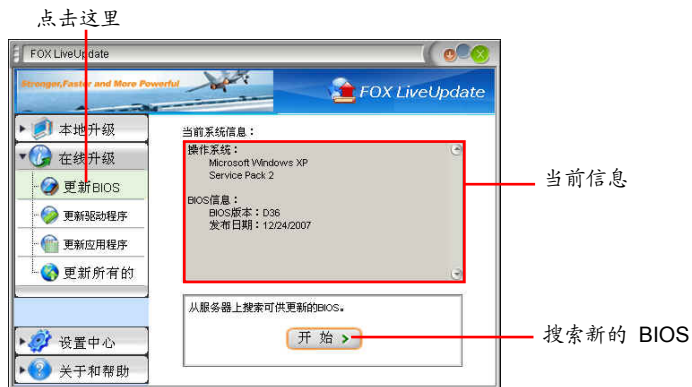 点击这里
FOX LiveUpdate
Stronger,Faster and More Powerful
FOX LiveUpdate
本地升级
在线升级
更新BIOS
更新驱动程序
更新应用程序
更新所有的
设置中心
关于和帮助
当前系统信息：
操作系统：
Microsoft Windows XP
Service Pack 2
BIOS信息：
BIOS版本：D36
发布日期：12/24/2007
从服务器上搜索可供更新的BIOS。
开 始
当前信息
搜索新的 BIOS